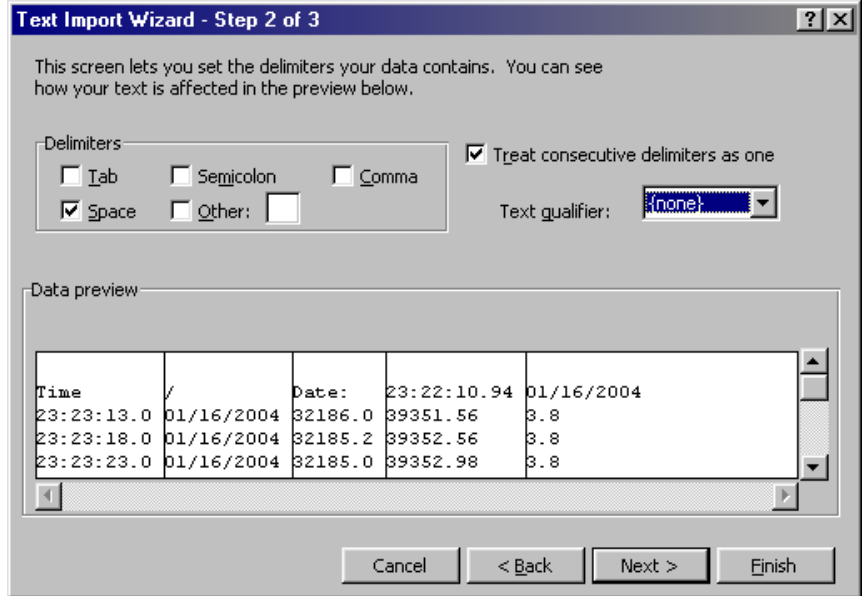 Text Import Wizard - Step 2 of 3
This screen lets you set the delimiters your data contains. You can see
how your text is affected in the preview below.
Delimiters
Tab Semicolon Comma
Space Other:
Treat consecutive delimiters as one
Text qualifier: {none}
Data preview
Time / Date: 23:22:10.94 01/16/2004
23:23:13.0 01/16/2004 32186.0 39351.56 3.8
23:23:18.0 01/16/2004 32185.2 39352.56 3.8
23:23:23.0 01/16/2004 32185.0 39352.98 3.8
Cancel < Back Next > Finish